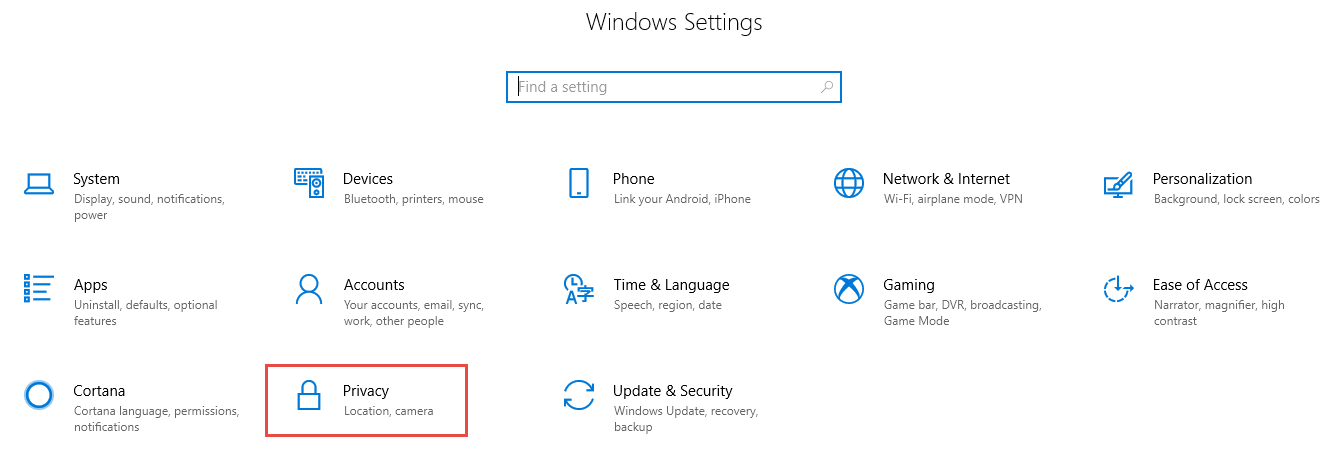 Windows Settings
Find a setting
System
Display, sound, notifications,
power
Devices
Bluetooth, printers, mouse
Phone
Link your Android, iPhone
Network & Internet
Wi-Fi, airplane mode, VPN
Personalization
Background, lock screen, colors
Apps
Uninstall, defaults, optional
features
Accounts
Your accounts, email, sync,
work, other people
Time & Language
Speech, region, date
Gaming
Game bar, DVR, broadcasting,
Game Mode
Ease of Access
Narrator, magnifier, high
contrast
Cortana
Cortana language, permissions,
notifications
Privacy
Location, camera
Update & Security
Windows Update, recovery,
backup